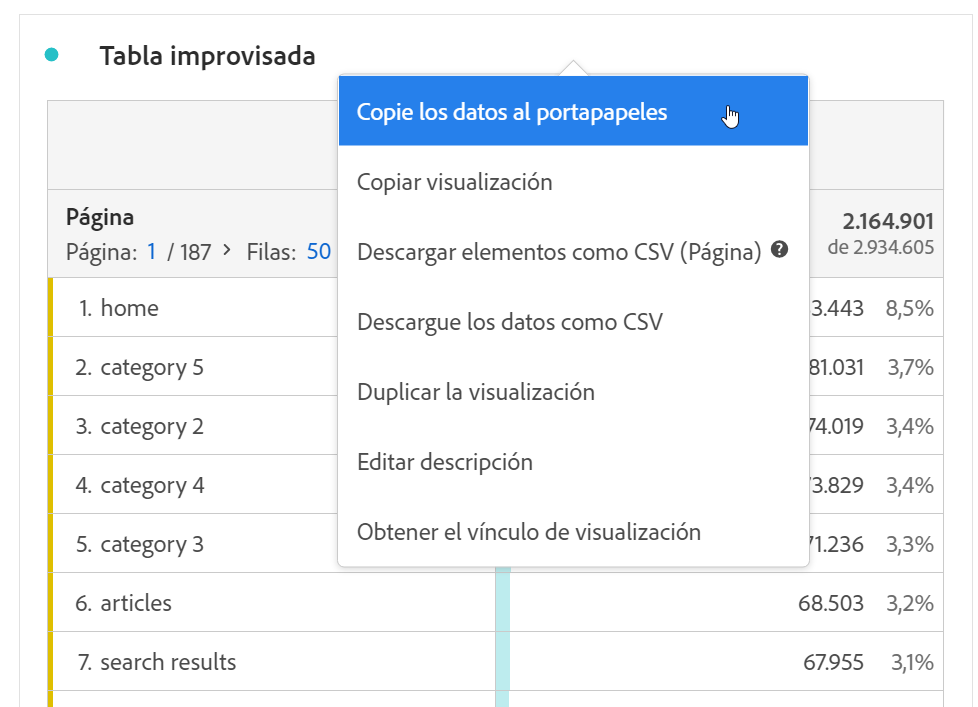 Tabla improvisada
Copie los datos al portapapeles
Copiar visualización
Descargar elementos como CSV (Página) ?
Descargue los datos como CSV
Duplicar la visualización
Editar descripción
Obtener el vínculo de visualización
Página
Página: 1 / 187 > Filas: 50
2.164.901
de 2.934.605
1. home 3.443 8,5%
2. category 5 81.031 3,7%
3. category 2 74.019 3,4%
4. category 4 3.829 3,4%
5. category 3 71.236 3,3%
6. articles 68.503 3,2%
7. search results 67.955 3,1%